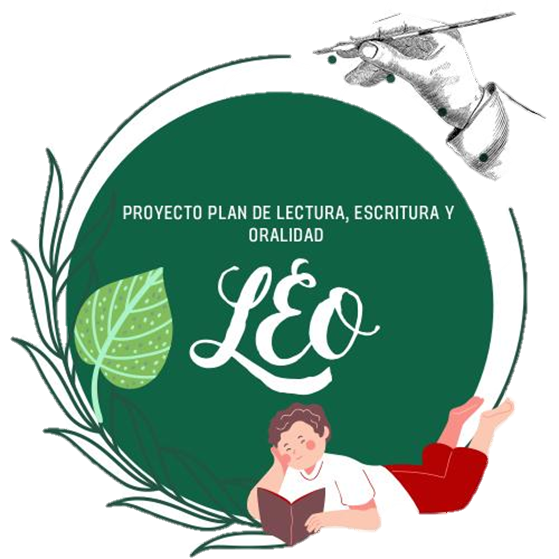 PROYECTO PLAN DE LECTURA, ESCRITURA Y
ORALIDAD
LEO